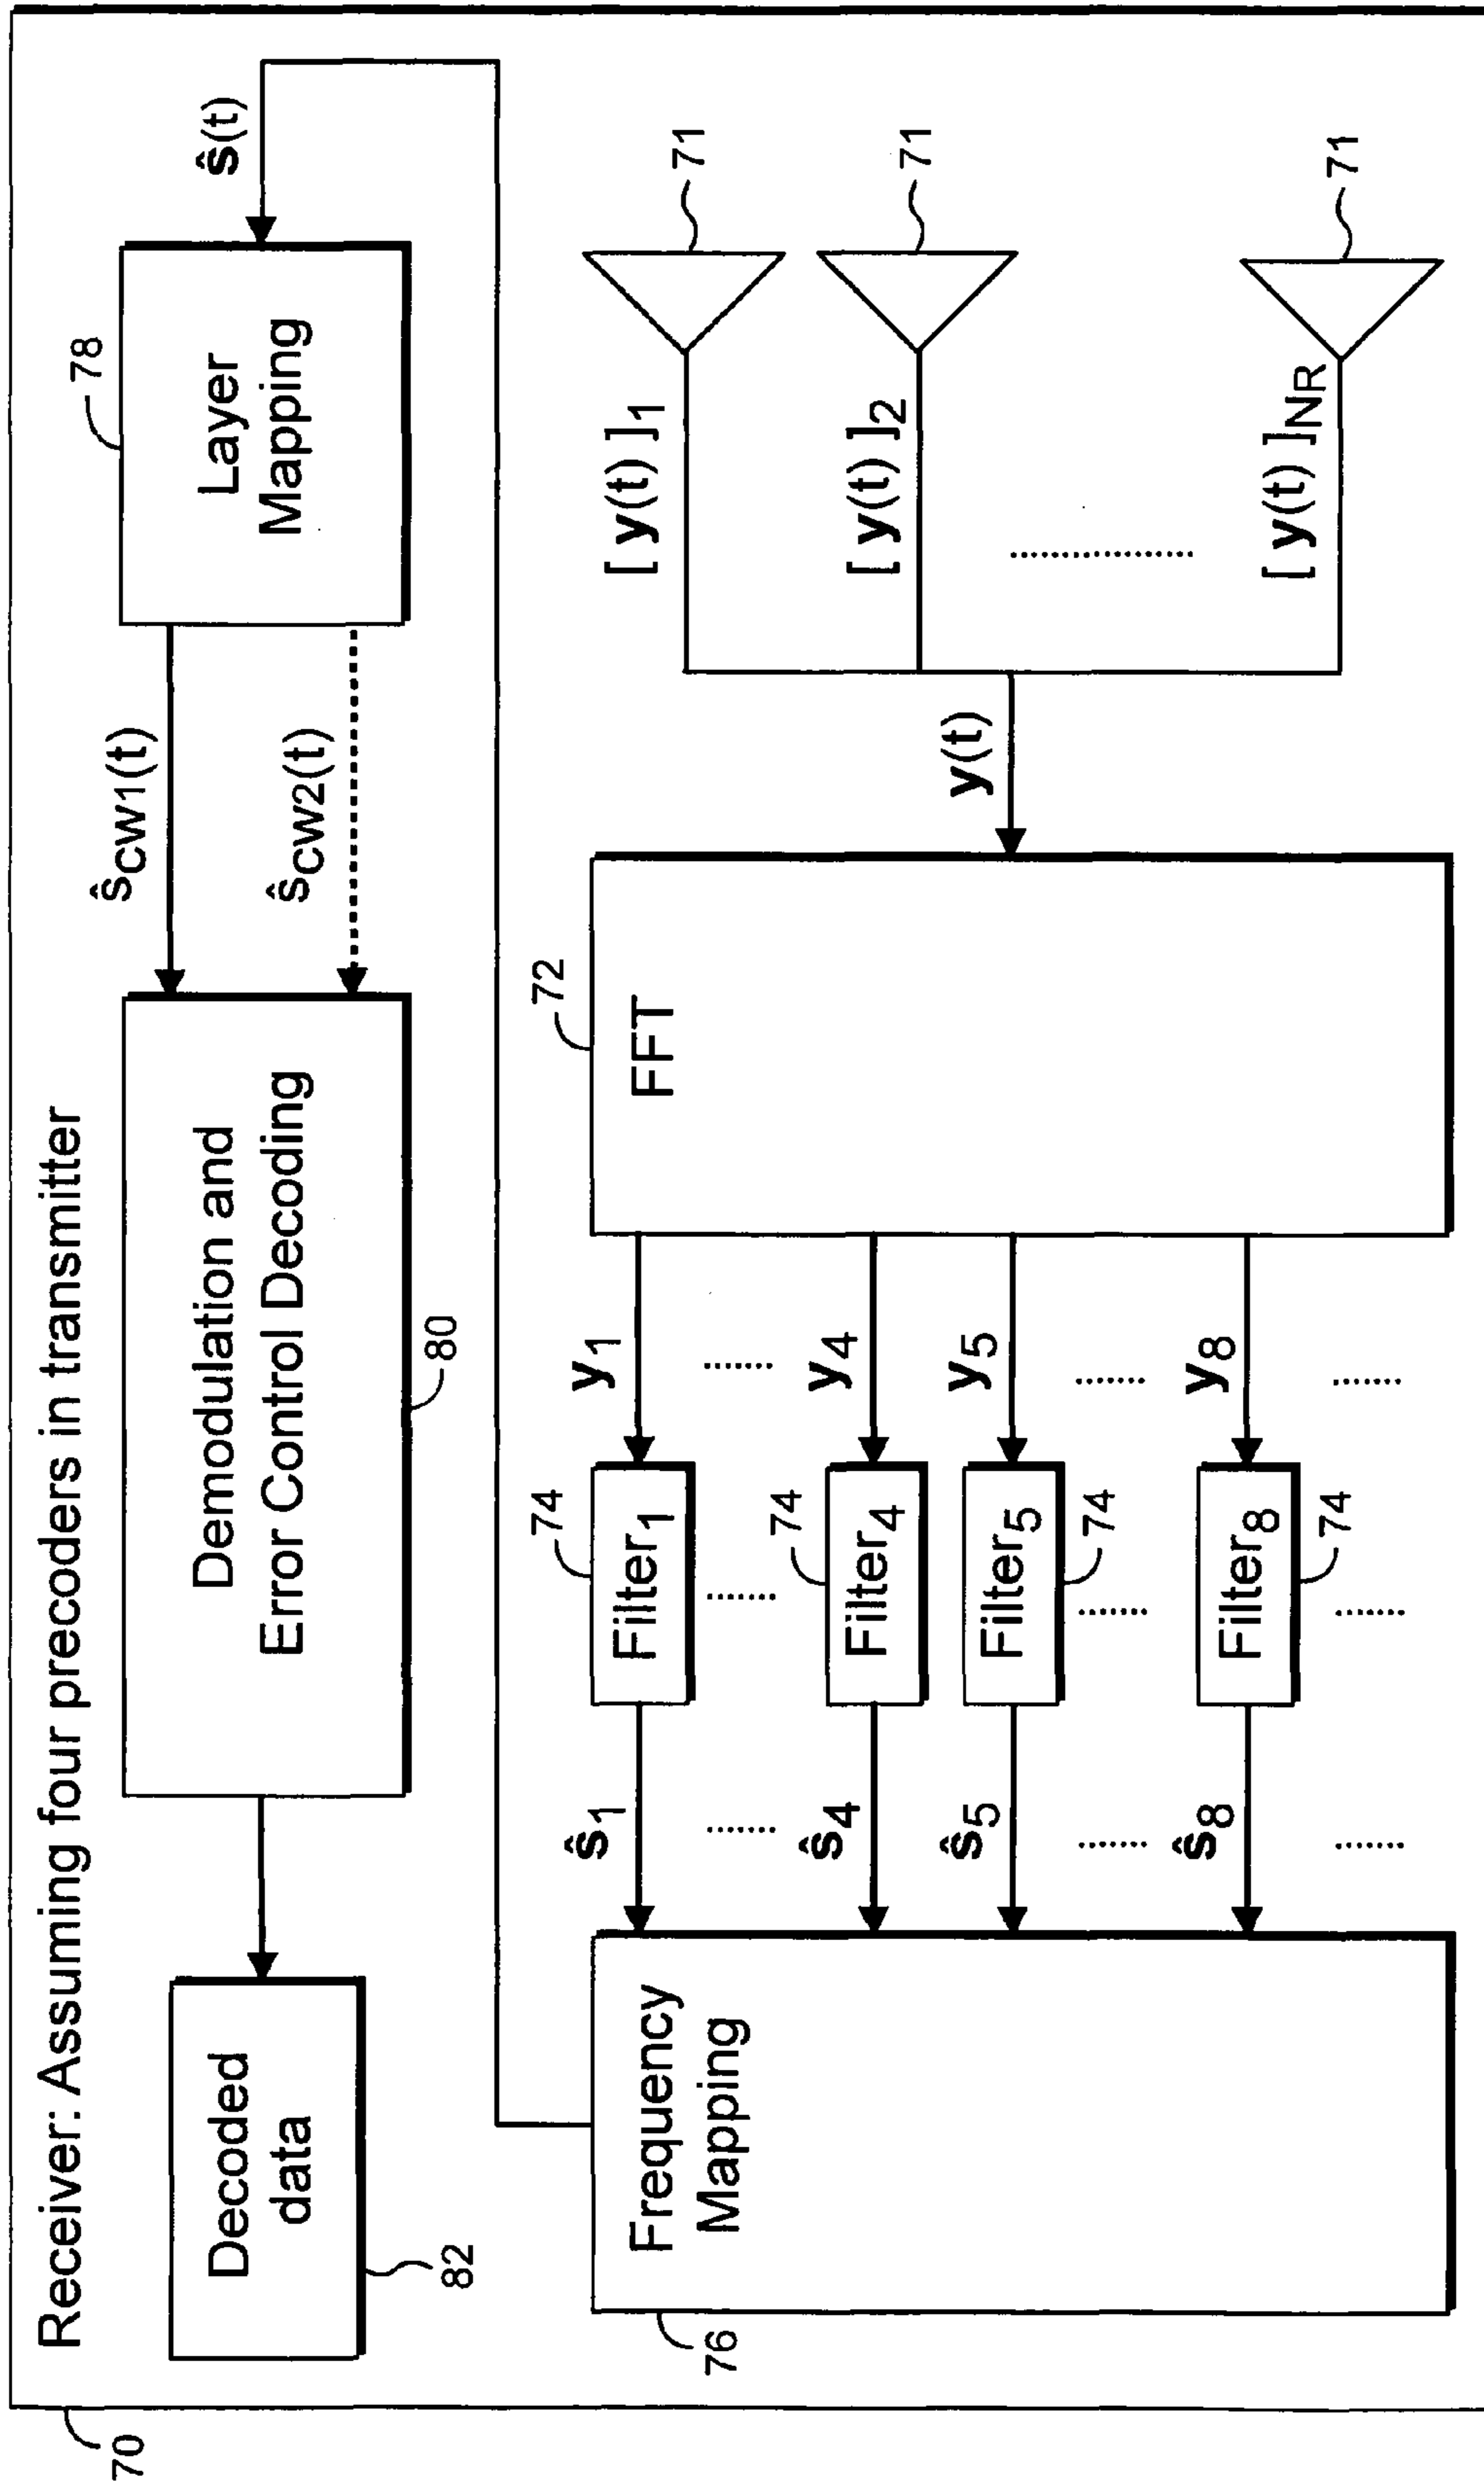 Receiver: Assuming four precoders in transmitter
70
Decoded
data
82
Demodulation and
Error Control Decoding
80
ŝCW1(t)
ŝCW2(t)
78
Layer
Mapping
ŝ(t)
76
Frequency
Mapping
ŝ1
ŝ4
ŝ5
ŝ8
74
Filter1
74
Filter4
Filter5
74
Filter8
74
y1
y4
y5
y8
72
FFT
y(t)
[ y(t) ]1
[ y(t) ]2
[ y(t) ]NR
71
71
71